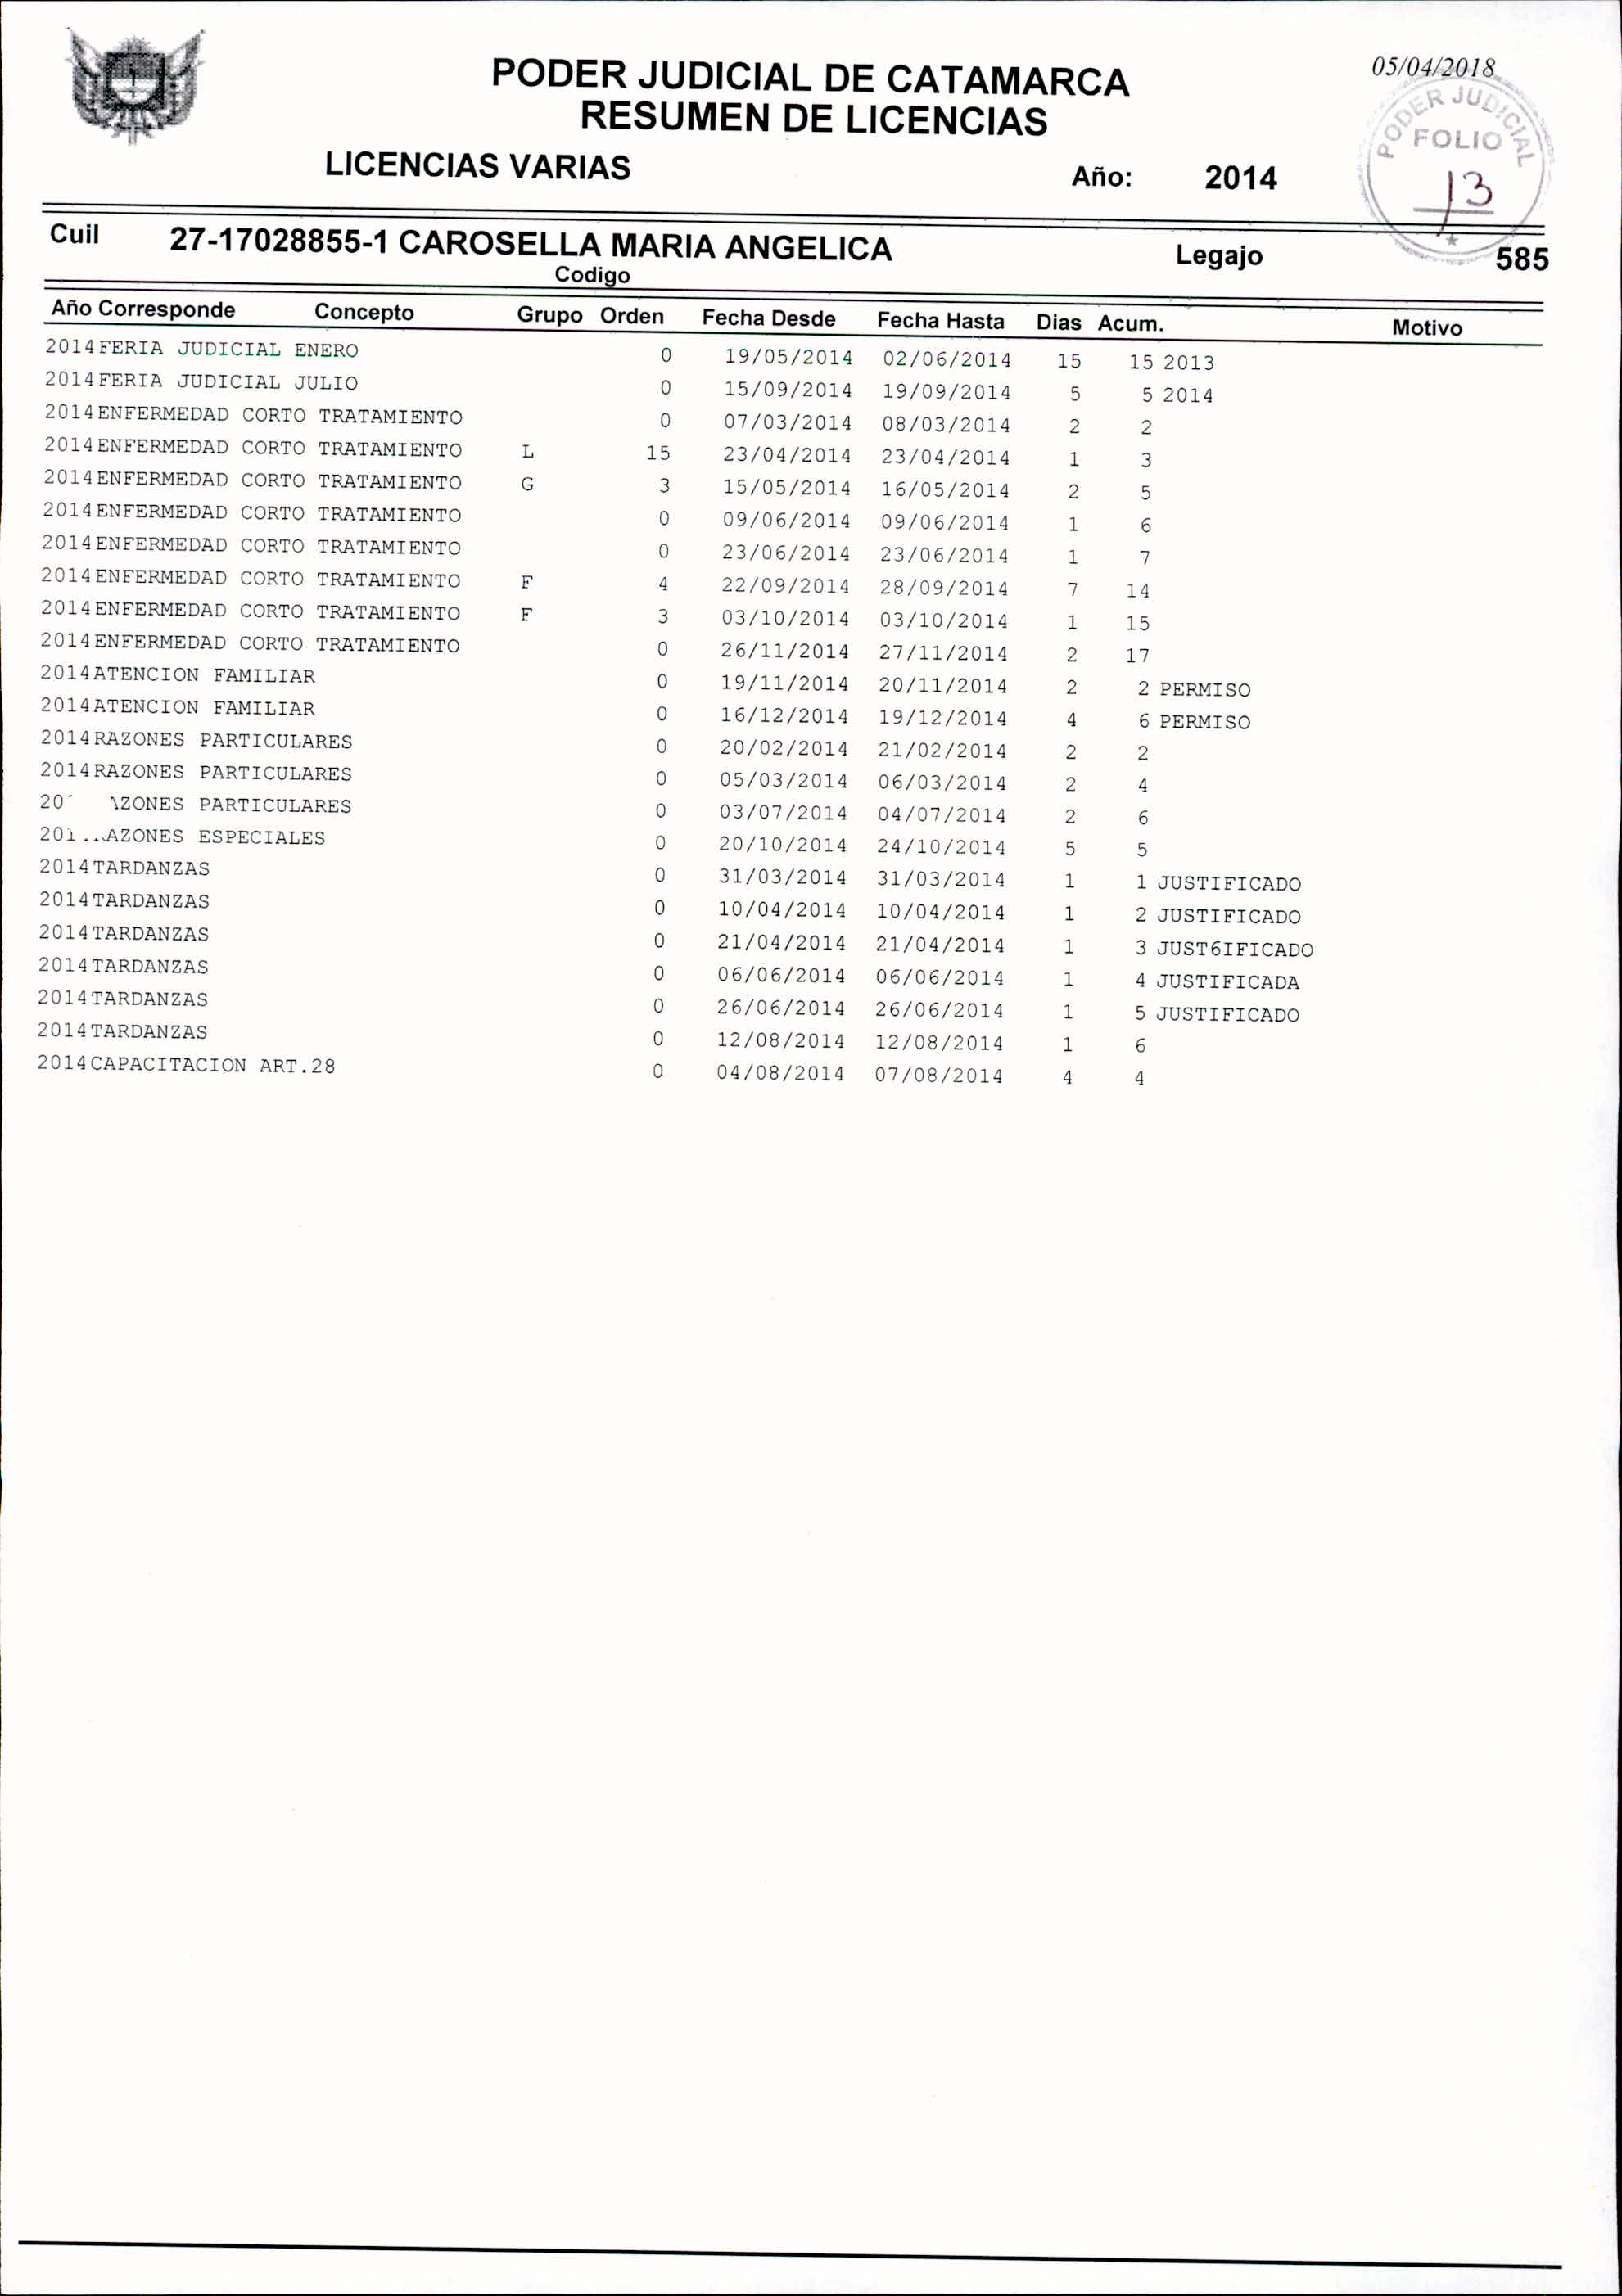 PODER JUDICIAL DE CATAMARCA
RESUMEN DE LICENCIAS
05/04/2018
PODER JUDICIAL
FOLIO
13
LICENCIAS VARIAS Año: 2014
Cuil 27-17028855-1 CAROSELLA MARIA ANGELICA Legajo 585
Codigo
Año Corresponde Concepto Grupo Orden Fecha Desde Fecha Hasta Dias Acum. Motivo
2014 FERIA JUDICIAL ENERO 0 19/05/2014 02/06/2014 15 15 2013
2014 FERIA JUDICIAL JULIO 0 15/09/2014 19/09/2014 5 5 2014
2014 ENFERMEDAD CORTO TRATAMIENTO 0 07/03/2014 08/03/2014 2 2
2014 ENFERMEDAD CORTO TRATAMIENTO L 15 23/04/2014 23/04/2014 1 3
2014 ENFERMEDAD CORTO TRATAMIENTO G 3 15/05/2014 16/05/2014 2 5
2014 ENFERMEDAD CORTO TRATAMIENTO 0 09/06/2014 09/06/2014 1 6
2014 ENFERMEDAD CORTO TRATAMIENTO 0 23/06/2014 23/06/2014 1 7
2014 ENFERMEDAD CORTO TRATAMIENTO F 4 22/09/2014 28/09/2014 7 14
2014 ENFERMEDAD CORTO TRATAMIENTO F 3 03/10/2014 03/10/2014 1 15
2014 ENFERMEDAD CORTO TRATAMIENTO 0 26/11/2014 27/11/2014 2 17
2014 ATENCION FAMILIAR 0 19/11/2014 20/11/2014 2 2 PERMISO
2014 ATENCION FAMILIAR 0 16/12/2014 19/12/2014 4 6 PERMISO
2014 RAZONES PARTICULARES 0 20/02/2014 21/02/2014 2 2
2014 RAZONES PARTICULARES 0 05/03/2014 06/03/2014 2 4
PARTICULARES 0 03/07/2014 04/07/2014 2 6
ESPECIALES 0 20/10/2014 24/10/2014 5 5
2014 TARDANZAS 0 31/03/2014 31/03/2014 1 1 JUSTIFICADO
2014 TARDANZAS 0 10/04/2014 10/04/2014 1 2 JUSTIFICADO
2014 TARDANZAS 0 21/04/2014 21/04/2014 1 3 JUST6IFICADO
2014 TARDANZAS 0 06/06/2014 06/06/2014 1 4 JUSTIFICADA
2014 TARDANZAS 0 26/06/2014 26/06/2014 1 5 JUSTIFICADO
2014 TARDANZAS 0 12/08/2014 12/08/2014 1 6
2014 CAPACITACION ART.28 0 04/08/2014 07/08/2014 4 4